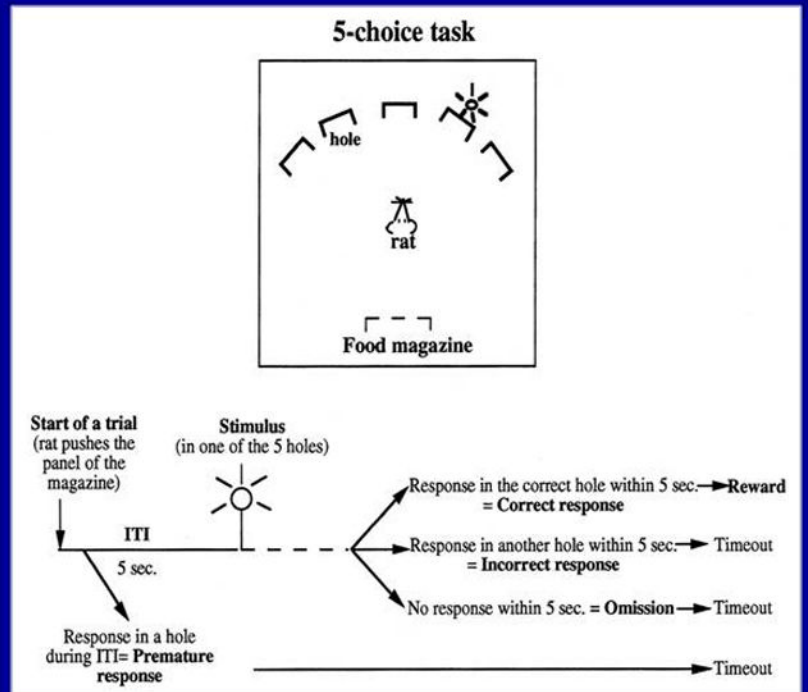 5-choice task
hole
rat
Food magazine
Start of a trial
(rat pushes the
panel of the
magazine)
Stimulus
(in one of the 5 holes)
ITI
5 sec.
Response in the correct hole within 5 sec. Reward
= Correct response
Response in another hole within 5 sec. Timeout
= Incorrect response
No response within 5 sec. = Omission Timeout
Response in a hole
during ITI= Premature
response
Timeout